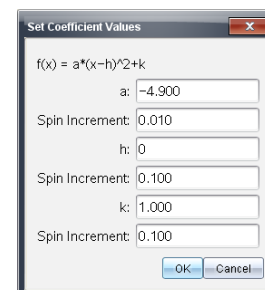 Set Coefficient Values
f(x) = a*(x-h)^2+k
a: -4.900
Spin Increment: 0.010
h: 0
Spin Increment: 0.100
k: 1.000
Spin Increment: 0.100
OK Cancel